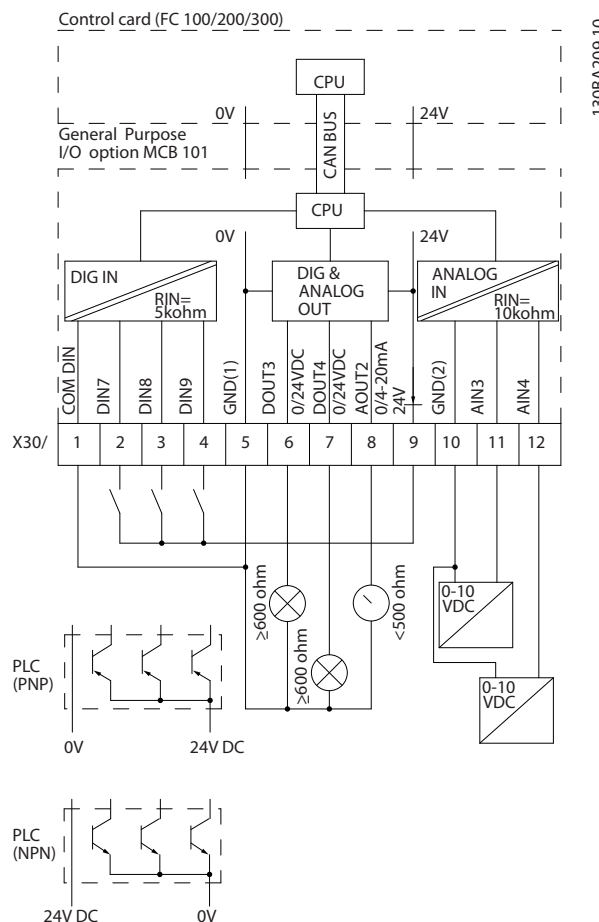 Control card (FC 100/200/300)
130BA209.10
CPU
0V
24V
General Purpose
I/O option MCB 101
CAN BUS
CPU
0V
24V
DIG IN
RIN=
5kohm
DIG &
ANALOG
OUT
ANALOG
IN
RIN=
10kohm
COM DIN
DIN7
DIN8
DIN9
GND(1)
DOUT3
0/24VDC
DOUT4
0/24VDC
AOUT2
0/4-20mA
24V
GND(2)
AIN3
AIN4
X30/
1 2 3 4 5 6 7 8 9 10 11 12
≥600 ohm
≥600 ohm
<500 ohm
0-10
VDC
0-10
VDC
PLC
(PNP)
0V
24V DC
PLC
(NPN)
24V DC
0V